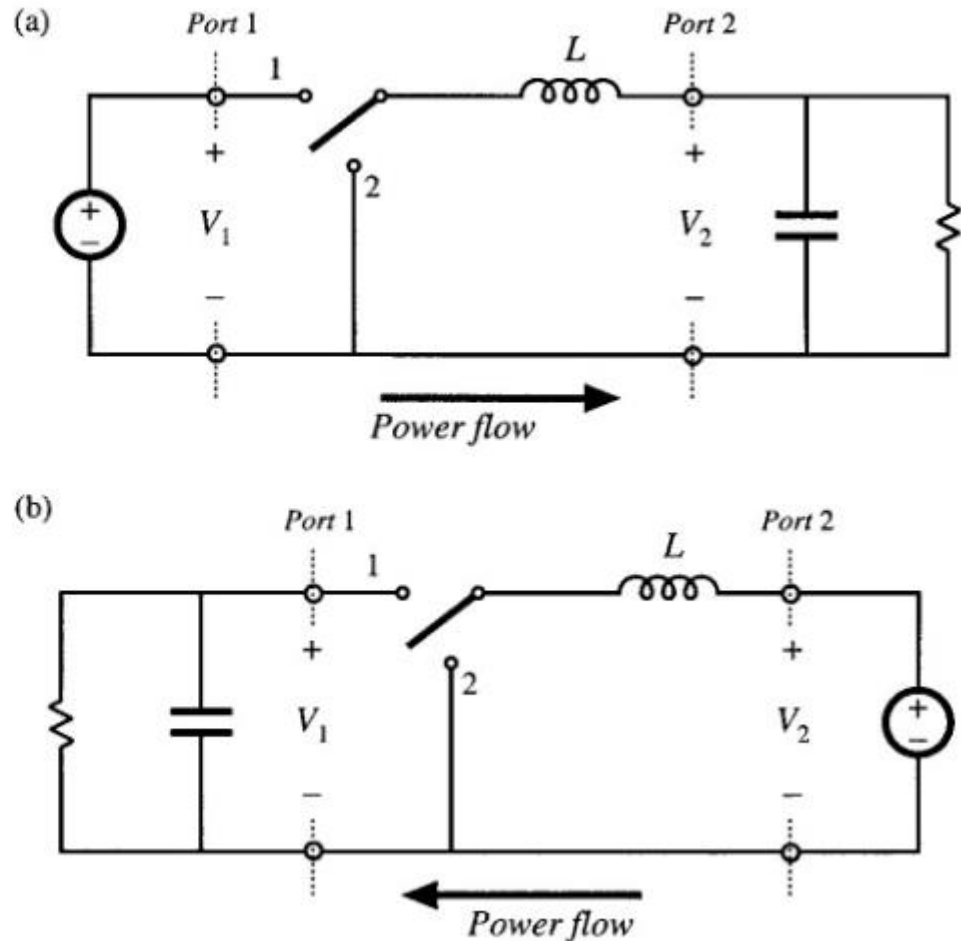 (a)
Port 1
Port 2
L
1
2
+
+
+
−
V1
V2
−
−
Power flow
(b)
Port 1
Port 2
L
1
2
+
+
+
−
V1
V2
−
−
Power flow